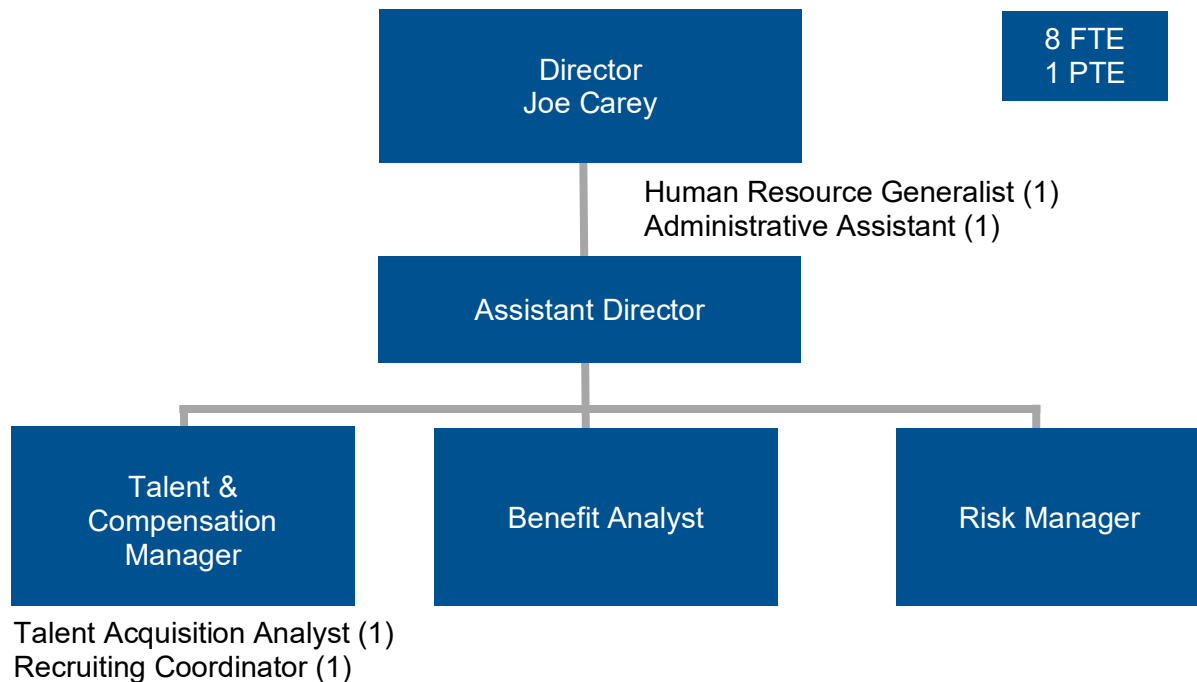 Director
Joe Carey
8 FTE
1 PTE
Human Resource Generalist (1)
Administrative Assistant (1)
Assistant Director
Talent &
Compensation
Manager
Benefit Analyst
Risk Manager
Talent Acquisition Analyst (1)
Recruiting Coordinator (1)